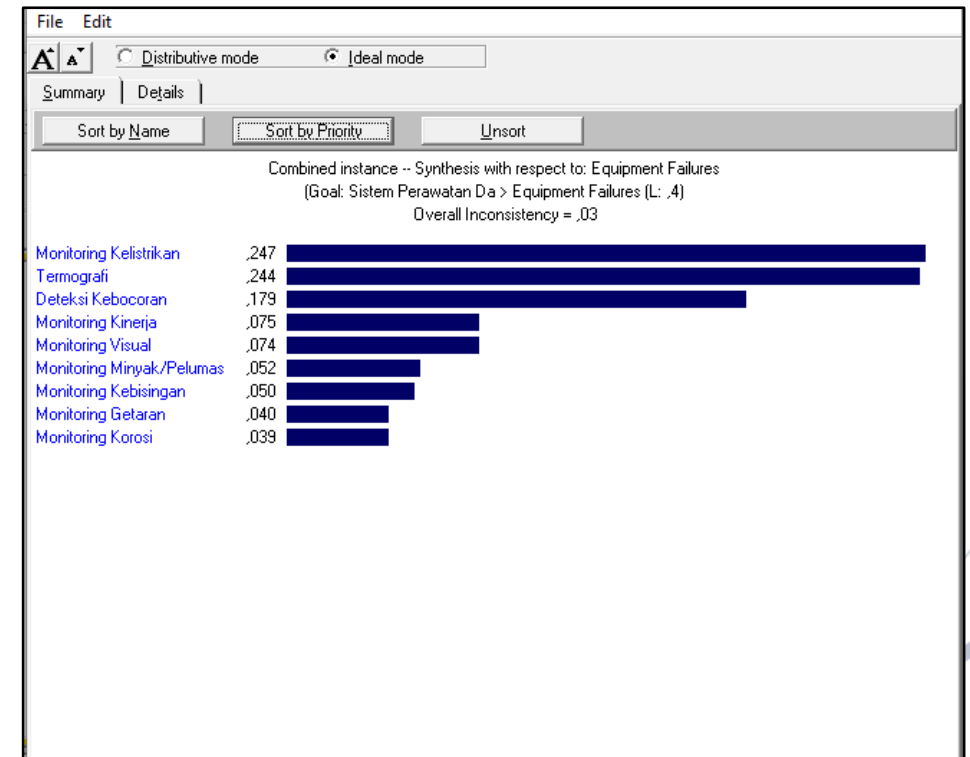 File Edit
A A Distributive mode Ideal mode
Summary Details
Sort by Name Sort by Priority Unsort
Combined instance -- Synthesis with respect to: Equipment Failures
(Goal: Sistem Perawatan Da > Equipment Failures (L: ,4)
Overall Inconsistency = ,03
Monitoring Kelistrikan ,247
Termografi ,244
Deteksi Kebocoran ,179
Monitoring Kinerja ,075
Monitoring Visual ,074
Monitoring Minyak/Pelumas ,052
Monitoring Kebisingan ,050
Monitoring Getaran ,040
Monitoring Korosi ,039